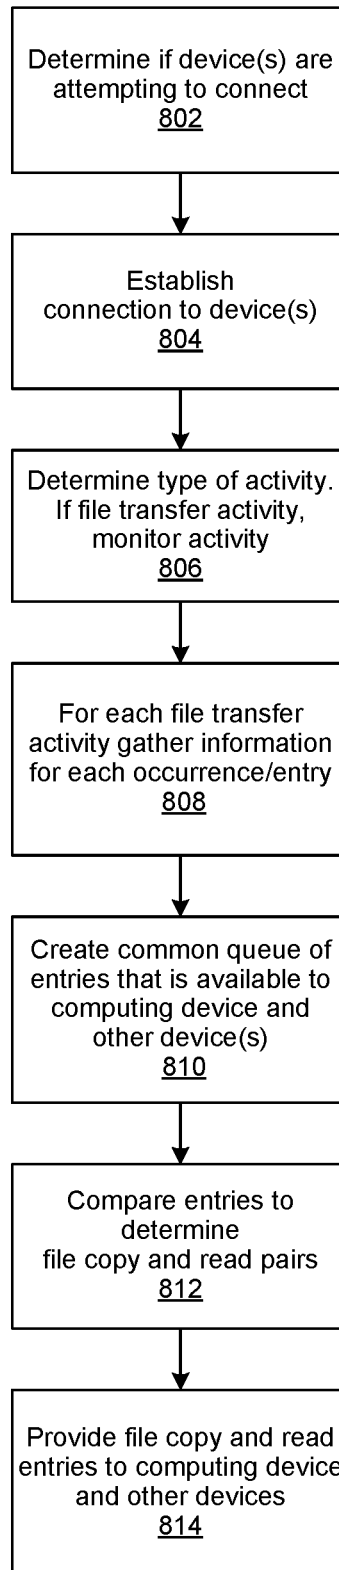 Determine if device(s) are
attempting to connect
802
Establish
connection to device(s)
804
Determine type of activity.
If file transfer activity,
monitor activity
806
For each file transfer
activity gather information
for each occurrence/entry
808
Create common queue of
entries that is available to
computing device and
other device(s)
810
Compare entries to
determine
file copy and read pairs
812
Provide file copy and read
entries to computing device
and other devices
814